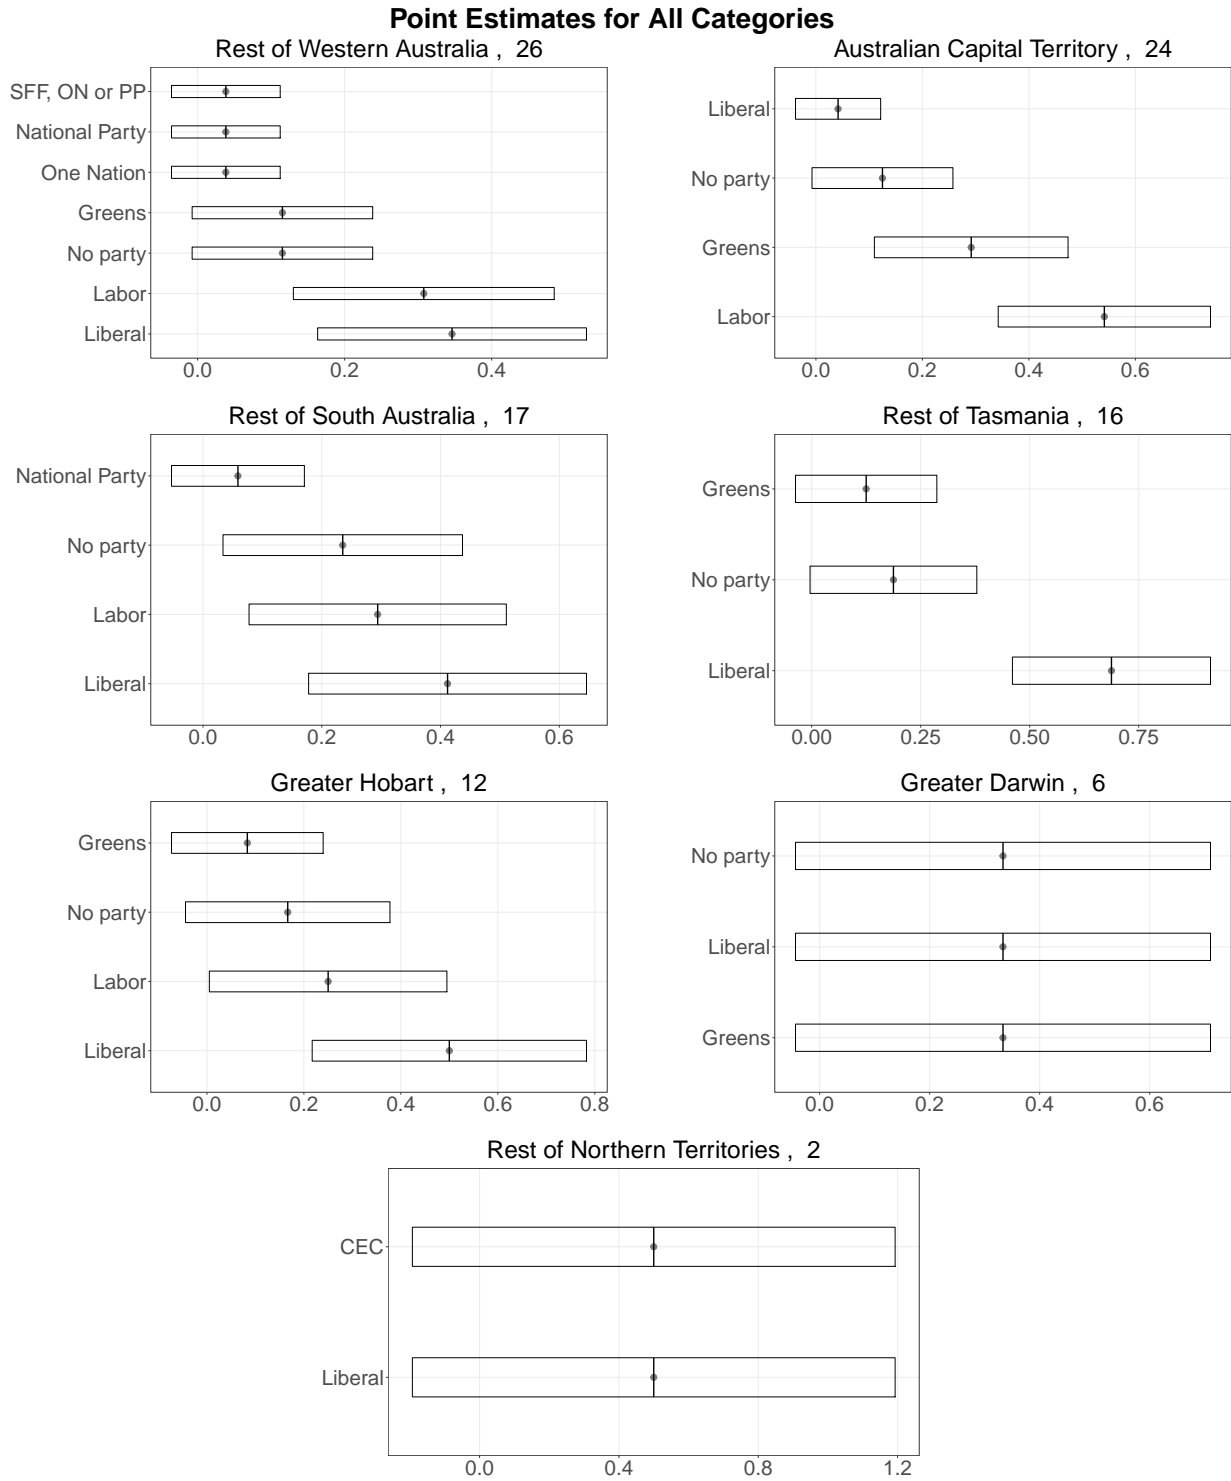 Point Estimates for All Categories
Rest of Western Australia , 26
SFF, ON or PP
National Party
One Nation
Greens
No party
Labor
Liberal
0.0 0.2 0.4
Australian Capital Territory , 24
Liberal
No party
Greens
Labor
0.0 0.2 0.4 0.6
Rest of South Australia , 17
National Party
No party
Labor
Liberal
0.0 0.2 0.4 0.6
Rest of Tasmania , 16
Greens
No party
Liberal
0.00 0.25 0.50 0.75
Greater Hobart , 12
Greens
No party
Labor
Liberal
0.0 0.2 0.4 0.6 0.8
Greater Darwin , 6
No party
Liberal
Greens
0.0 0.2 0.4 0.6
Rest of Northern Territories , 2
CEC
Liberal
0.0 0.4 0.8 1.2